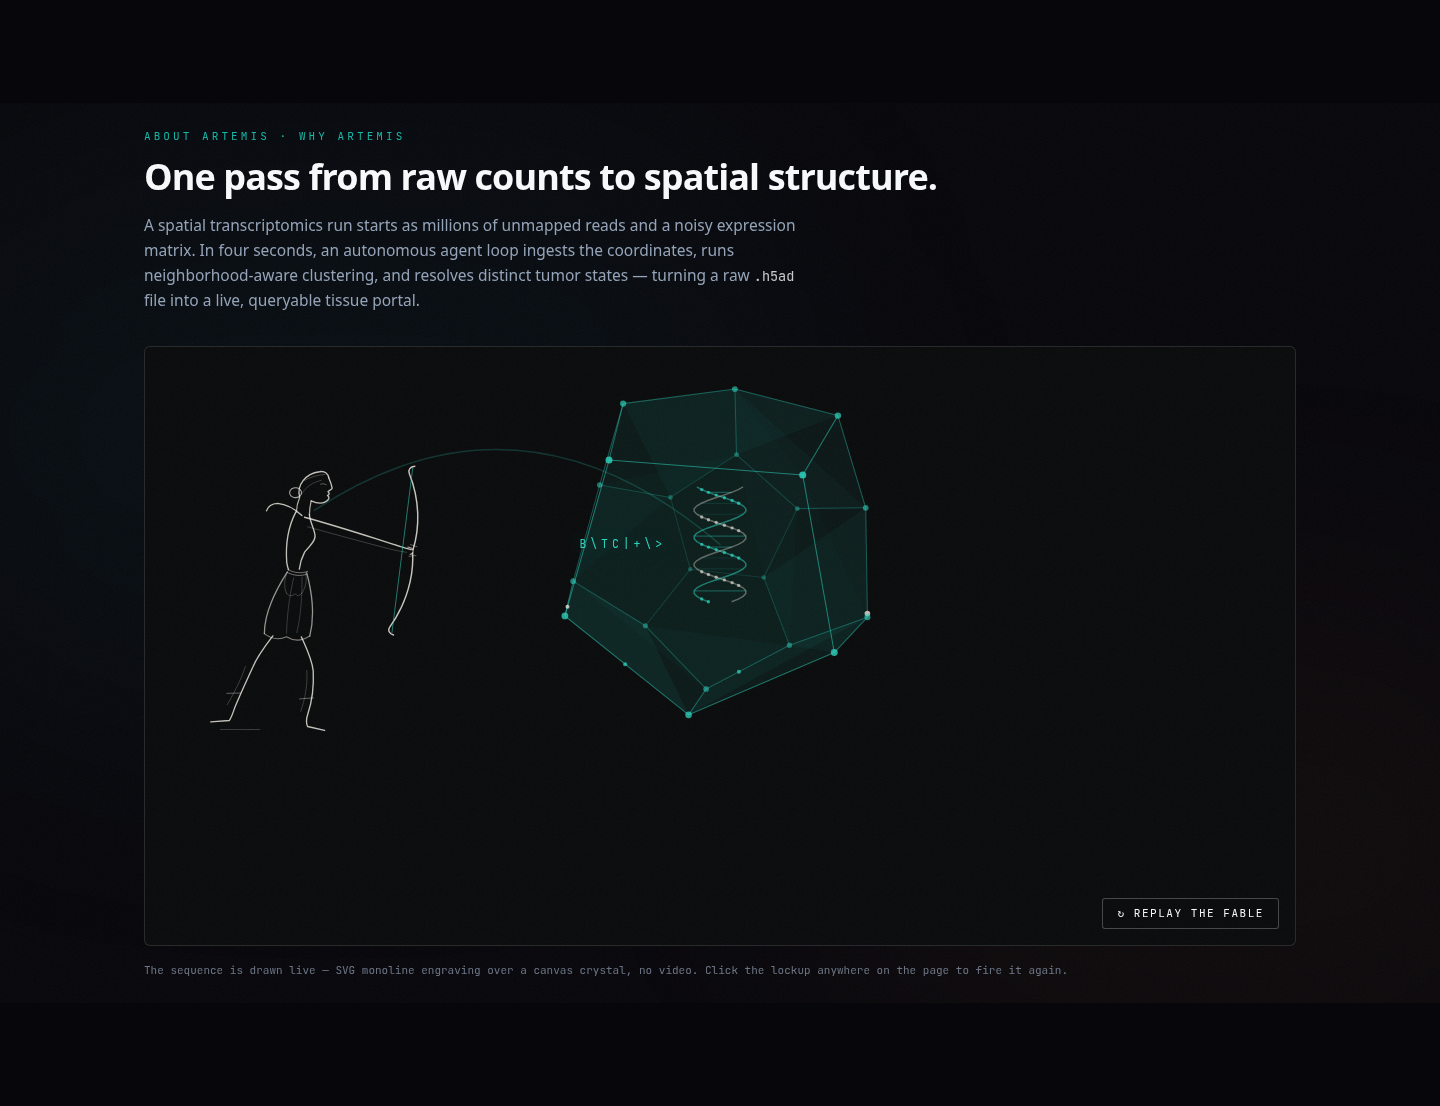 ABOUT ARTEMIS · WHY ARTEMIS
One pass from raw counts to spatial structure.
A spatial transcriptomics run starts as millions of unmapped reads and a noisy expression
matrix. In four seconds, an autonomous agent loop ingests the coordinates, runs
neighborhood-aware clustering, and resolves distinct tumor states — turning a raw .h5ad
file into a live, queryable tissue portal.
B\TC|+\>
↻ REPLAY THE FABLE
The sequence is drawn live — SVG monoline engraving over a canvas crystal, no video. Click the lockup anywhere on the page to fire it again.